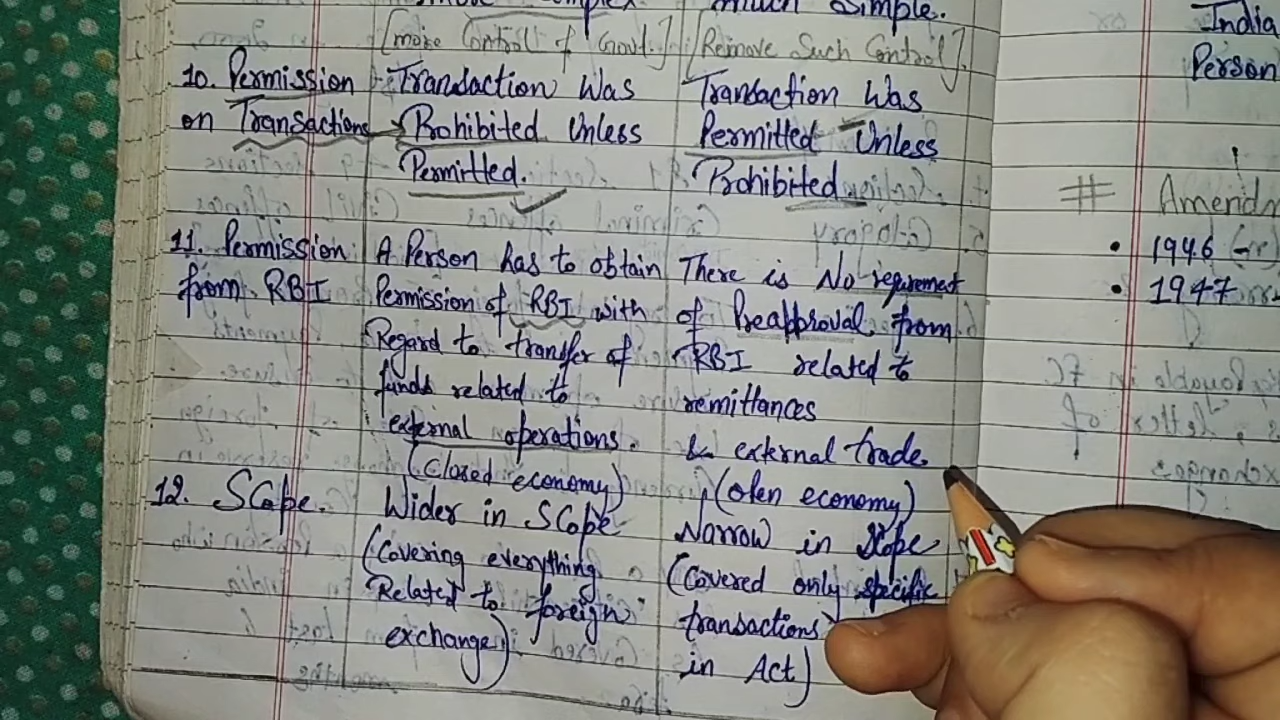 much Simple.
[more Control of Govt.] [Remove Such Control].
10. Permission Transaction Was Transaction Was
on Transactions Prohibited Unless Permitted Unless
Permitted. Prohibited
11. Permission A Person has to obtain There is No requirement
from RBI Permission of RBI with of Preapproval from
Regard to transfer of RBI related to
funds related to remittances
external operations. & external trade.
(Closed economy) (Open economy)
12. Scope. Wider in Scope Narrow in Scope
(Covering everything (Covered only specific
Related to foreign transactions
exchange) in Act)
India
Person
# Amendm
• 1946
• 1947